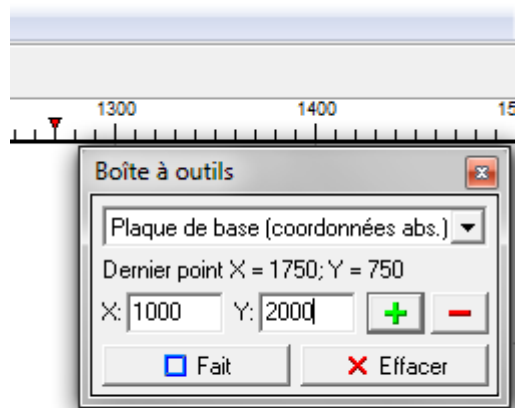 1300 1400 15
Boîte à outils
Plaque de base (coordonnées abs.)
Dernier point X = 1750; Y = 750
X: 1000 Y: 2000
Fait Effacer